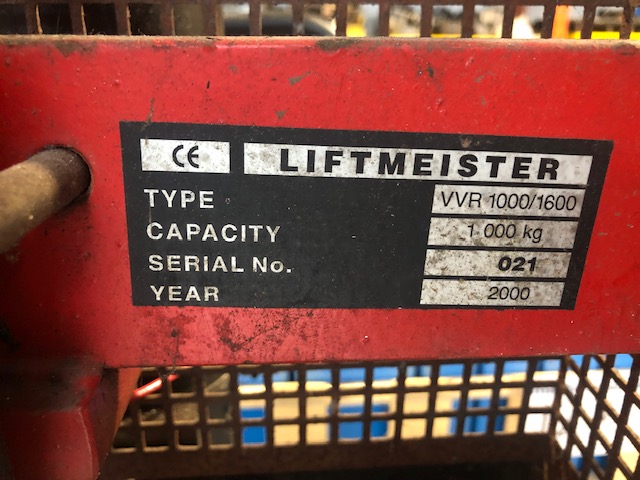 CE LIFTMEISTER
TYPE VVR 1000/1600
CAPACITY 1 000 kg
SERIAL No. 021
YEAR 2000